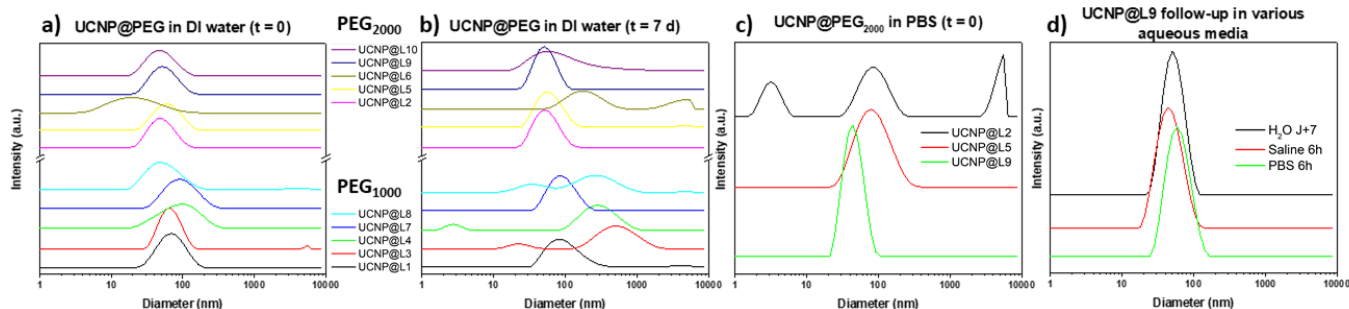 a)
UCNP@PEG in DI water (t = 0)
PEG2000
UCNP@L10
UCNP@L9
UCNP@L6
UCNP@L5
UCNP@L2
PEG1000
UCNP@L8
UCNP@L7
UCNP@L4
UCNP@L3
UCNP@L1
Intensity (a.u.)
1 10 100 1000 10000
Diameter (nm)
b)
UCNP@PEG in DI water (t = 7 d)
Intensity (a.u.)
1 10 100 1000 10000
Diameter (nm)
c)
UCNP@PEG2000 in PBS (t = 0)
UCNP@L2
UCNP@L5
UCNP@L9
Intensity (a.u.)
1 10 100 1000 10000
Diameter (nm)
d)
UCNP@L9 follow-up in various
aqueous media
H2O J+7
Saline 6h
PBS 6h
Intensity (a.u.)
1 10 100 1000 10000
Diameter (nm)